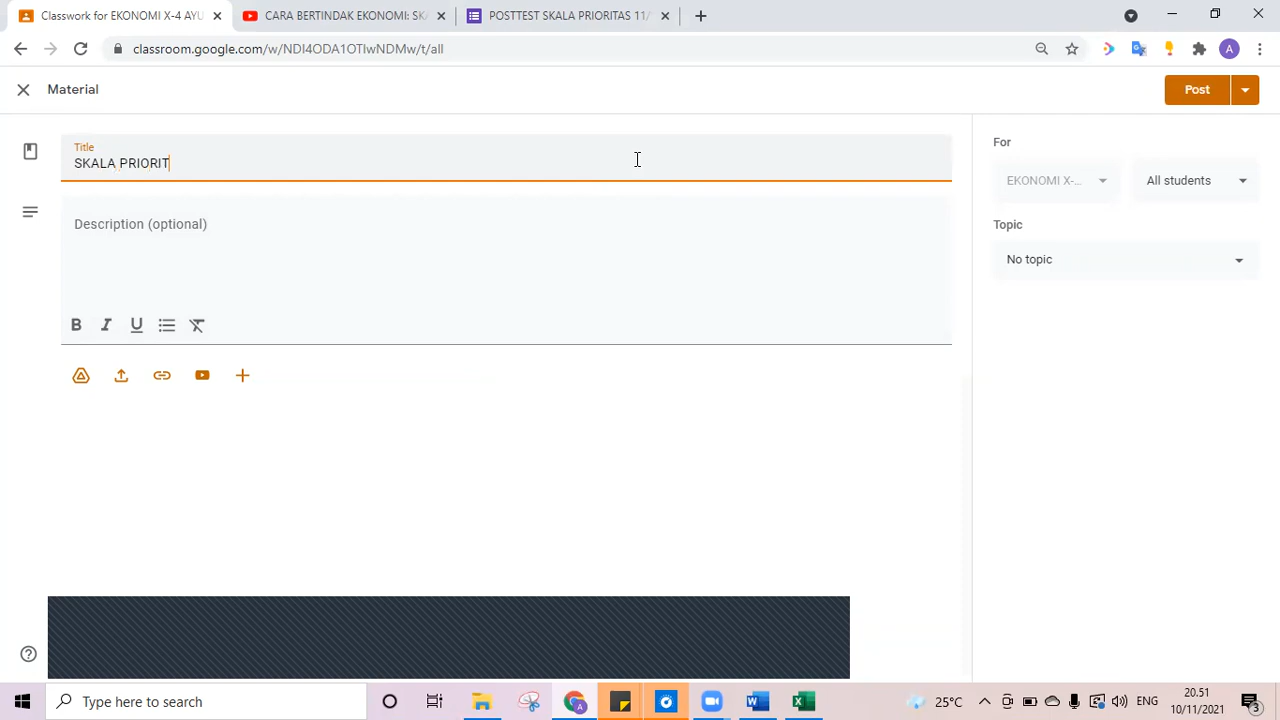 Classwork for EKONOMI X-4 AYU
CARA BERTINDAK EKONOMI: SKA
POSTTEST SKALA PRIORITAS 11/
classroom.google.com/w/NDI4ODA1OTIwNDMw/t/all
A
Material
Post
Title
SKALA PRIORIT
Description (optional)
B I U
For
EKONOMI X-...
All students
Topic
No topic
Type here to search
25°C
ENG
20.51
10/11/2021
3